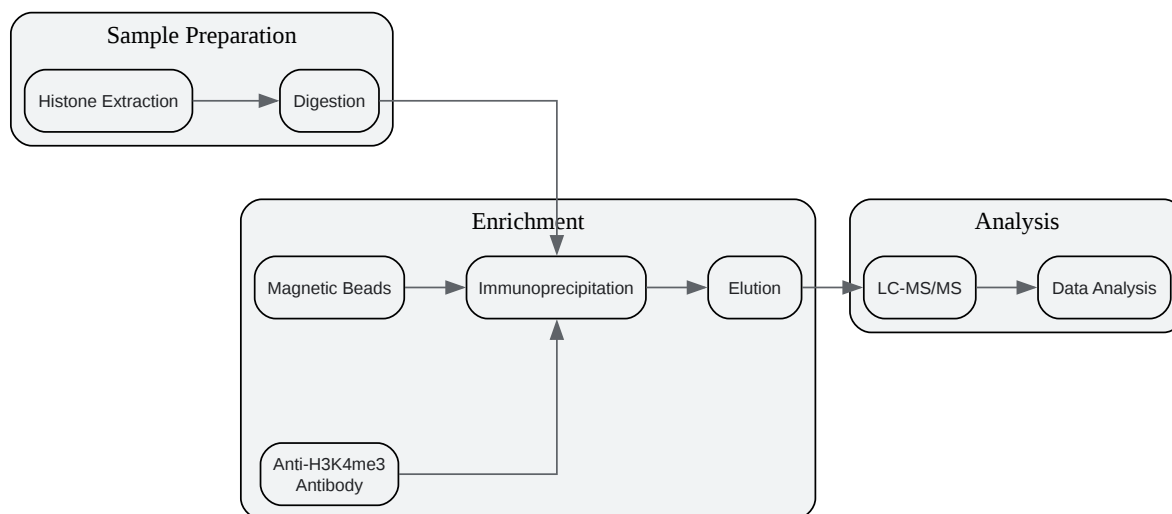 Sample Preparation
Histone Extraction
Digestion
Enrichment
Magnetic Beads
Immunoprecipitation
Elution
Anti-H3K4me3
Antibody
Analysis
LC-MS/MS
Data Analysis